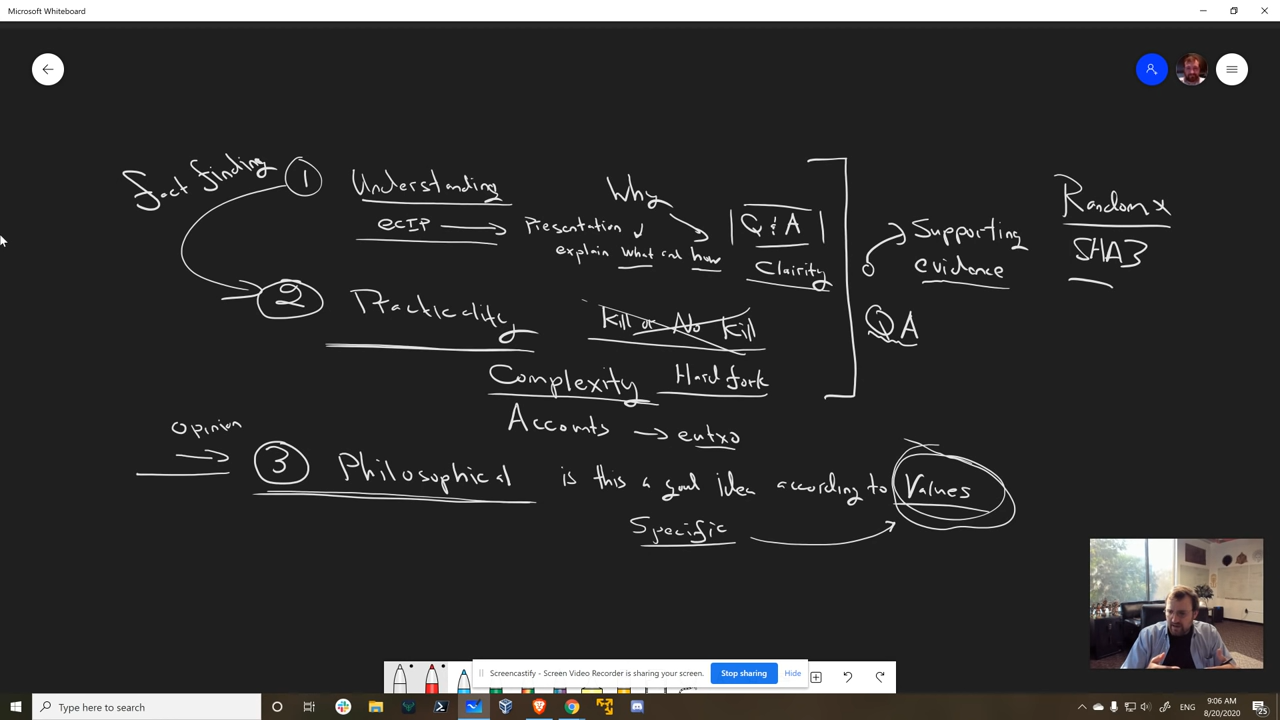 Microsoft Whiteboard
fact finding
1 Understanding
ECIP → Presentation
explain what and how
Why
Q & A
Clairity
Supporting
evidence
QA
Randomx
SHA3
2 Practicality
Kill or No Kill
Complexity Hardfork
Accounts → eutxo
Opinion
3 Philosophical is this a good idea according to Values
Specific
Screencastify - Screen Video Recorder is sharing your screen. Stop sharing Hide
Type here to search
ENG
9:06 AM
8/20/2020
25